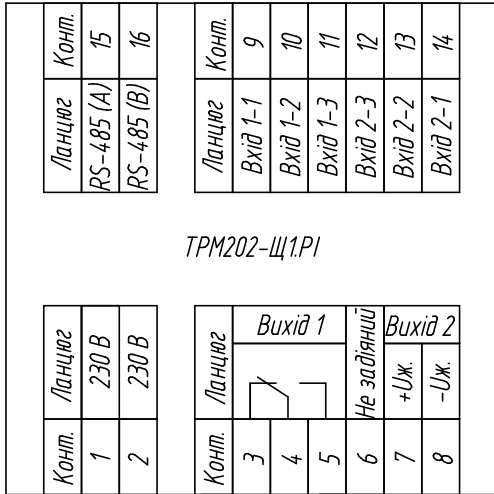 Конт. 15 16
Ланцюг RS-485 (A) RS-485 (B)
Конт. 9 10 11 12 13 14
Ланцюг Вхід 1-1 Вхід 1-2 Вхід 1-3 Вхід 2-3 Вхід 2-2 Вхід 2-1
ТРМ202-Щ1.РІ
Ланцюг 230 В 230 В
Конт. 1 2
Ланцюг Вихід 1 Не задіяний Вихід 2
+Uж. -Uж.
Конт. 3 4 5 6 7 8